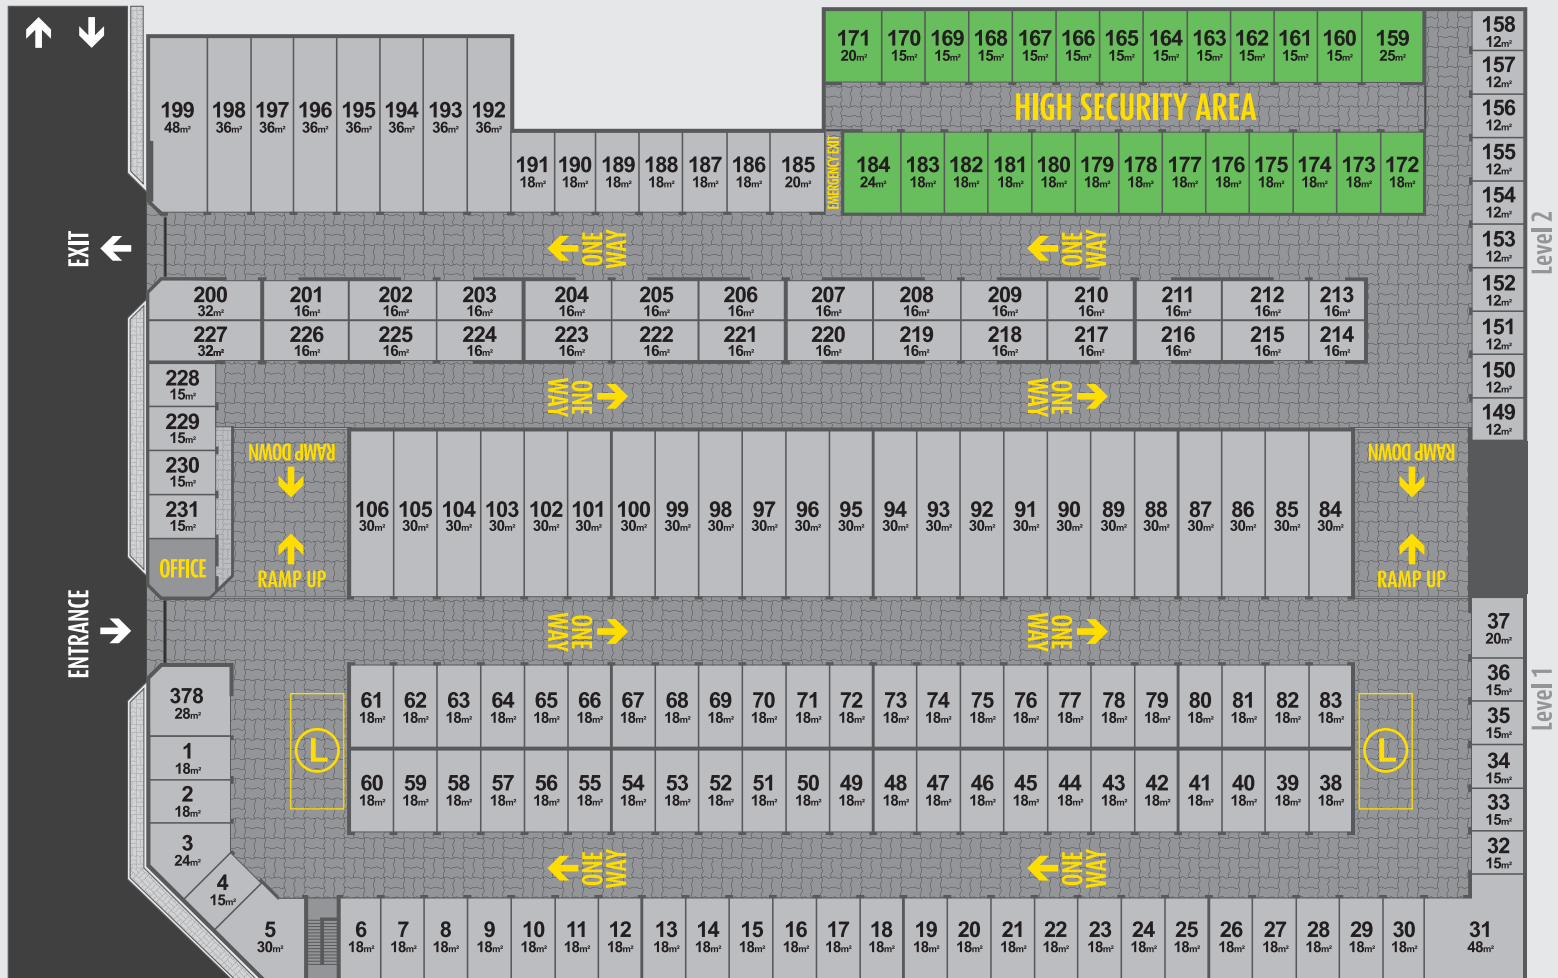 171 170 169 168 167 166 165 164 163 162 161 160 159
20m² 15m² 15m² 15m² 15m² 15m² 15m² 15m² 15m² 15m² 15m² 15m² 25m²
HIGH SECURITY AREA
199 198 197 196 195 194 193 192
48m² 36m² 36m² 36m² 36m² 36m² 36m² 36m²
191 190 189 188 187 186 185
18m² 18m² 18m² 18m² 18m² 18m² 20m²
EMERGENCY EXIT
184 183 182 181 180 179 178 177 176 175 174 173 172
24m² 18m² 18m² 18m² 18m² 18m² 18m² 18m² 18m² 18m² 18m² 18m² 18m²
158
12m²
157
12m²
156
12m²
155
12m²
154
12m²
153
12m²
152
12m²
151
12m²
150
12m²
149
12m²
Level 2
EXIT
ONE
WAY
ONE
WAY
200 201 202 203 204 205 206 207 208 209 210 211 212 213
32m² 16m² 16m² 16m² 16m² 16m² 16m² 16m² 16m² 16m² 16m² 16m² 16m² 16m²
227 226 225 224 223 222 221 220 219 218 217 216 215 214
32m² 16m² 16m² 16m² 16m² 16m² 16m² 16m² 16m² 16m² 16m² 16m² 16m² 16m²
228
15m²
229
15m²
230
15m²
231
15m²
OFFICE
ONE
WAY
ONE
WAY
RAMP DOWN
RAMP UP
106 105 104 103 102 101 100 99 98 97 96 95 94 93 92 91 90 89 88 87 86 85 84
30m² 30m² 30m² 30m² 30m² 30m² 30m² 30m² 30m² 30m² 30m² 30m² 30m² 30m² 30m² 30m² 30m² 30m² 30m² 30m² 30m² 30m² 30m²
RAMP DOWN
RAMP UP
ENTRANCE
ONE
WAY
ONE
WAY
378
28m²
1
18m²
2
18m²
3
24m²
4
15m²
5
30m²
L
61 62 63 64 65 66 67 68 69 70 71 72 73 74 75 76 77 78 79 80 81 82 83
18m² 18m² 18m² 18m² 18m² 18m² 18m² 18m² 18m² 18m² 18m² 18m² 18m² 18m² 18m² 18m² 18m² 18m² 18m² 18m² 18m² 18m² 18m²
60 59 58 57 56 55 54 53 52 51 50 49 48 47 46 45 44 43 42 41 40 39 38
18m² 18m² 18m² 18m² 18m² 18m² 18m² 18m² 18m² 18m² 18m² 18m² 18m² 18m² 18m² 18m² 18m² 18m² 18m² 18m² 18m² 18m² 18m²
L
37
20m²
36
15m²
35
15m²
34
15m²
33
15m²
32
15m²
Level 1
ONE
WAY
ONE
WAY
6 7 8 9 10 11 12 13 14 15 16 17 18 19 20 21 22 23 24 25 26 27 28 29 30 31
18m² 18m² 18m² 18m² 18m² 18m² 18m² 18m² 18m² 18m² 18m² 18m² 18m² 18m² 18m² 18m² 18m² 18m² 18m² 18m² 18m² 18m² 18m² 18m² 18m² 48m²